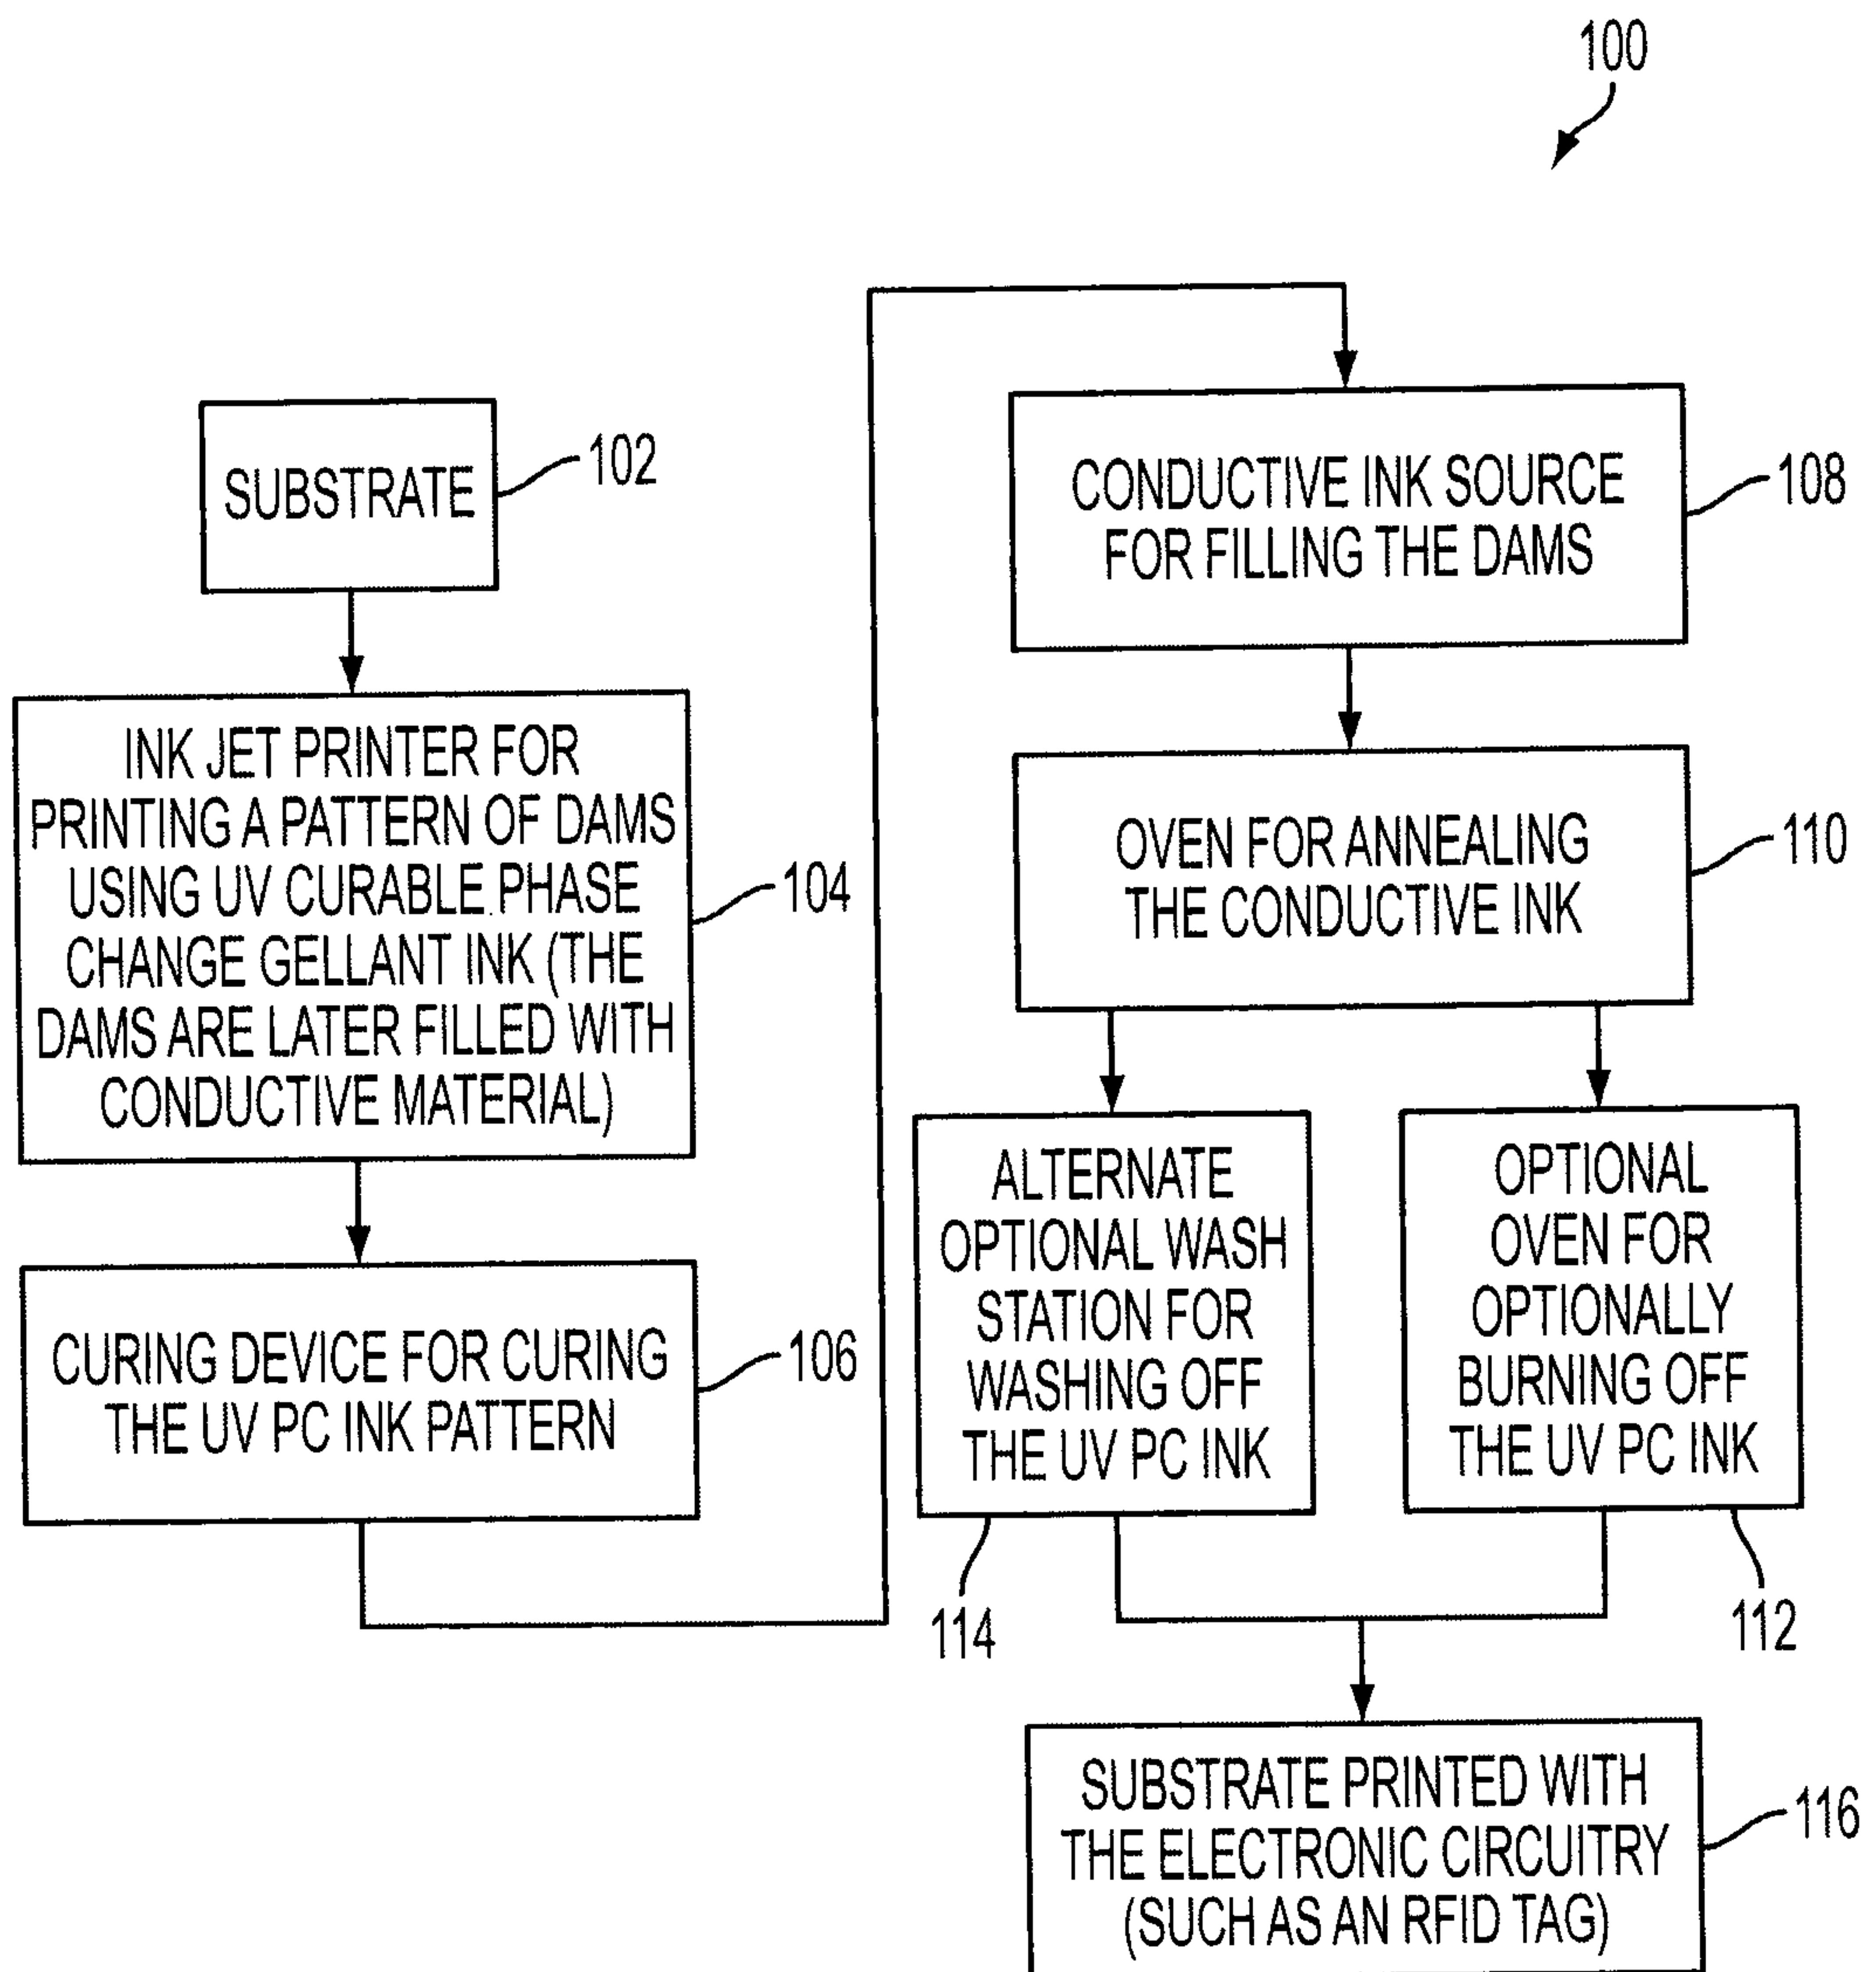 100
SUBSTRATE
102
INK JET PRINTER FOR
PRINTING A PATTERN OF DAMS
USING UV CURABLE PHASE
CHANGE GELLANT INK (THE
DAMS ARE LATER FILLED WITH
CONDUCTIVE MATERIAL)
104
CURING DEVICE FOR CURING
THE UV PC INK PATTERN
106
CONDUCTIVE INK SOURCE
FOR FILLING THE DAMS
108
OVEN FOR ANNEALING
THE CONDUCTIVE INK
110
ALTERNATE
OPTIONAL WASH
STATION FOR
WASHING OFF
THE UV PC INK
114
OPTIONAL
OVEN FOR
OPTIONALLY
BURNING OFF
THE UV PC INK
112
SUBSTRATE PRINTED WITH
THE ELECTRONIC CIRCUITRY
(SUCH AS AN RFID TAG)
116